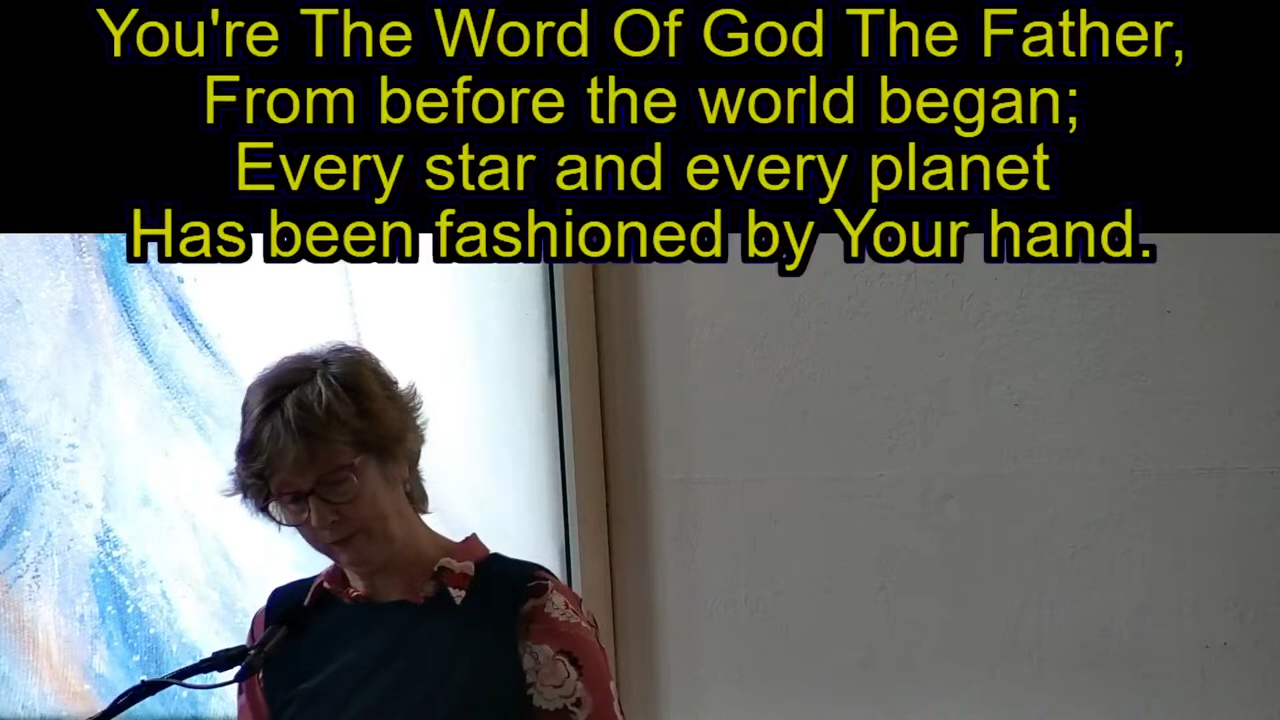 You're The Word Of God The Father,
From before the world began;
Every star and every planet
Has been fashioned by Your hand.